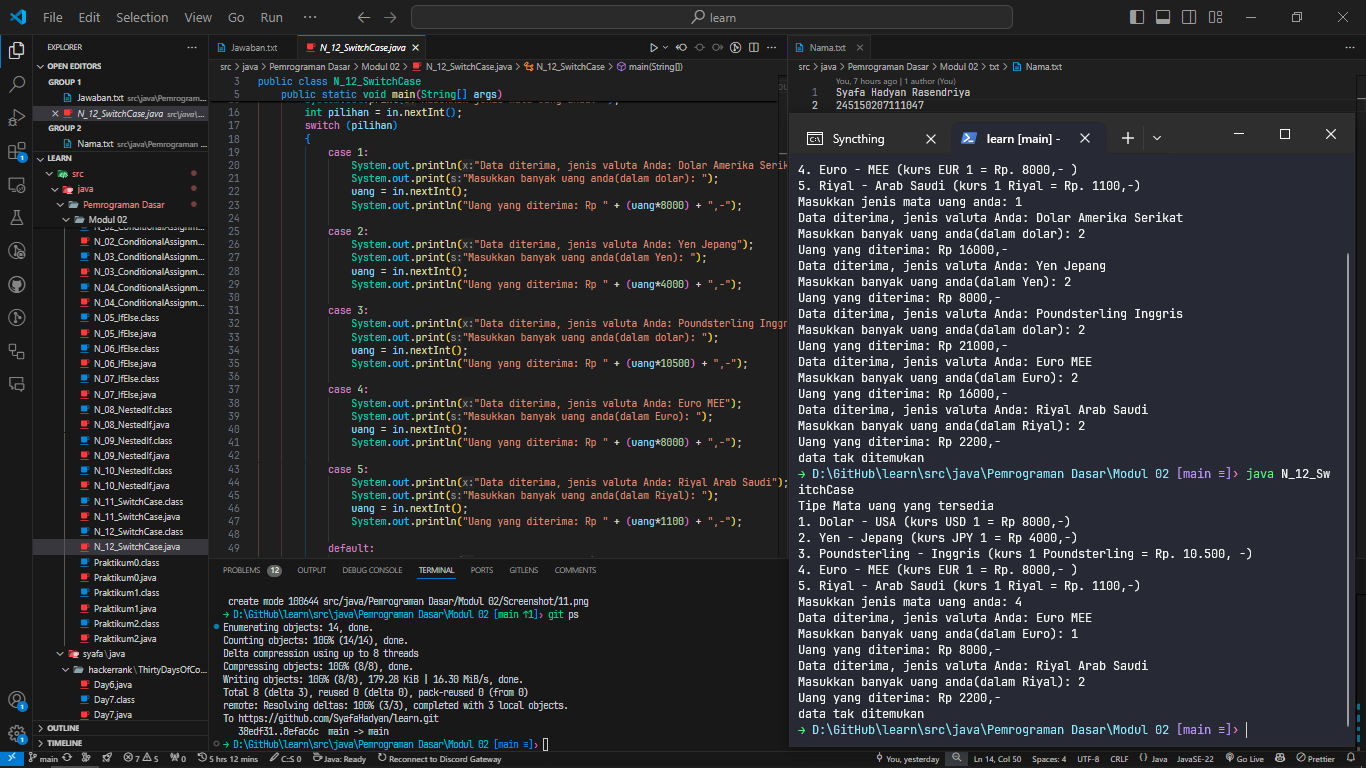 File Edit Selection View Go Run ··· learn
EXPLORER
OPEN EDITORS
GROUP 1
Jawaban.txt src\java\Pemrogram...
N_12_SwitchCase.java src\java\...
GROUP 2
Nama.txt src\java\Pemrograman ...
LEARN
src
java
Pemrograman Dasar
Modul 02
N_02_ConditionalAssignm...
N_02_ConditionalAssignm...
N_03_ConditionalAssignm...
N_03_ConditionalAssignm...
N_04_ConditionalAssignm...
N_04_ConditionalAssignm...
N_05_IfElse.class
N_05_IfElse.java
N_06_IfElse.class
N_06_IfElse.java
N_07_IfElse.class
N_07_IfElse.java
N_08_NestedIf.class
N_08_NestedIf.java
N_09_NestedIf.class
N_09_NestedIf.java
N_10_NestedIf.class
N_10_NestedIf.java
N_11_SwitchCase.class
N_11_SwitchCase.java
N_12_SwitchCase.class
N_12_SwitchCase.java
Praktikum0.class
Praktikum0.java
Praktikum1.class
Praktikum1.java
Praktikum2.class
Praktikum2.java
syafa\java
hackerrank\ThirtyDaysOfCo...
Day6.java
Day7.class
Day7.java
OUTLINE
TIMELINE
Jawaban.txt N_12_SwitchCase.java
src > java > Pemrograman Dasar > Modul 02 > N_12_SwitchCase.java > N_12_SwitchCase > main(String[])
3 public class N_12_SwitchCase
5 public static void main(String[] args)
16 int pilihan = in.nextInt();
17 switch (pilihan)
18 {
19 case 1:
20 System.out.println(x:"Data diterima, jenis valuta Anda: Dolar Amerika Serik
21 System.out.print(s:"Masukkan banyak uang anda(dalam dolar): ");
22 uang = in.nextInt();
23 System.out.println("Uang yang diterima: Rp " + (uang*8000) + ",-");
24
25 case 2:
26 System.out.println(x:"Data diterima, jenis valuta Anda: Yen Jepang");
27 System.out.print(s:"Masukkan banyak uang anda(dalam Yen): ");
28 uang = in.nextInt();
29 System.out.println("Uang yang diterima: Rp " + (uang*4000) + ",-");
30
31 case 3:
32 System.out.println(x:"Data diterima, jenis valuta Anda: Poundsterling Inggr
33 System.out.print(s:"Masukkan banyak uang anda(dalam dolar): ");
34 uang = in.nextInt();
35 System.out.println("Uang yang diterima: Rp " + (uang*10500) + ",-");
36
37 case 4:
38 System.out.println(x:"Data diterima, jenis valuta Anda: Euro MEE");
39 System.out.print(s:"Masukkan banyak uang anda(dalam Euro): ");
40 uang = in.nextInt();
41 System.out.println("Uang yang diterima: Rp " + (uang*8000) + ",-");
42
43 case 5:
44 System.out.println(x:"Data diterima, jenis valuta Anda: Riyal Arab Saudi");
45 System.out.print(s:"Masukkan banyak uang anda(dalam Riyal): ");
46 uang = in.nextInt();
47 System.out.println("Uang yang diterima: Rp " + (uang*1100) + ",-");
48
49 default:
PROBLEMS 12 OUTPUT DEBUG CONSOLE TERMINAL PORTS GITLENS COMMENTS
create mode 100644 src/java/Pemrograman Dasar/Modul 02/Screenshot/11.png
→ D:\GitHub\learn\src\java\Pemrograman Dasar\Modul 02 [main ↑1]› git ps
Enumerating objects: 14, done.
Counting objects: 100% (14/14), done.
Delta compression using up to 8 threads
Compressing objects: 100% (8/8), done.
Writing objects: 100% (8/8), 179.28 KiB | 16.30 MiB/s, done.
Total 8 (delta 3), reused 0 (delta 0), pack-reused 0 (from 0)
remote: Resolving deltas: 100% (3/3), completed with 3 local objects.
To https://github.com/SyafaHadyan/learn.git
38edf31..8efac6c main -> main
→ D:\GitHub\learn\src\java\Pemrograman Dasar\Modul 02 [main ≡]›
Nama.txt
src > java > Pemrograman Dasar > Modul 02 > txt > Nama.txt
You, 7 hours ago | 1 author (You)
1 Syafa Hadyan Rasendriya
2 245150207111047
Syncthing learn [main] -
4. Euro - MEE (kurs EUR 1 = Rp. 8000,- )
5. Riyal - Arab Saudi (kurs 1 Riyal = Rp. 1100,-)
Masukkan jenis mata uang anda: 1
Data diterima, jenis valuta Anda: Dolar Amerika Serikat
Masukkan banyak uang anda(dalam dolar): 2
Uang yang diterima: Rp 16000,-
Data diterima, jenis valuta Anda: Yen Jepang
Masukkan banyak uang anda(dalam Yen): 2
Uang yang diterima: Rp 8000,-
Data diterima, jenis valuta Anda: Poundsterling Inggris
Masukkan banyak uang anda(dalam dolar): 2
Uang yang diterima: Rp 21000,-
Data diterima, jenis valuta Anda: Euro MEE
Masukkan banyak uang anda(dalam Euro): 2
Uang yang diterima: Rp 16000,-
Data diterima, jenis valuta Anda: Riyal Arab Saudi
Masukkan banyak uang anda(dalam Riyal): 2
Uang yang diterima: Rp 2200,-
data tak ditemukan
→ D:\GitHub\learn\src\java\Pemrograman Dasar\Modul 02 [main ≡]› java N_12_Sw
itchCase
Tipe Mata uang yang tersedia
1. Dolar - USA (kurs USD 1 = Rp 8000,-)
2. Yen - Jepang (kurs JPY 1 = Rp 4000,-)
3. Poundsterling - Inggris (kurs 1 Poundsterling = Rp. 10.500, -)
4. Euro - MEE (kurs EUR 1 = Rp. 8000,- )
5. Riyal - Arab Saudi (kurs 1 Riyal = Rp. 1100,-)
Masukkan jenis mata uang anda: 4
Data diterima, jenis valuta Anda: Euro MEE
Masukkan banyak uang anda(dalam Euro): 1
Uang yang diterima: Rp 8000,-
Data diterima, jenis valuta Anda: Riyal Arab Saudi
Masukkan banyak uang anda(dalam Riyal): 2
Uang yang diterima: Rp 2200,-
data tak ditemukan
→ D:\GitHub\learn\src\java\Pemrograman Dasar\Modul 02 [main ≡]›
main 7 5 0 5 hrs 12 mins C:S 0 Java: Ready Reconnect to Discord Gateway You, yesterday Ln 14, Col 50 Spaces: 4 UTF-8 CRLF {} Java JavaSE-22 Go Live Prettier